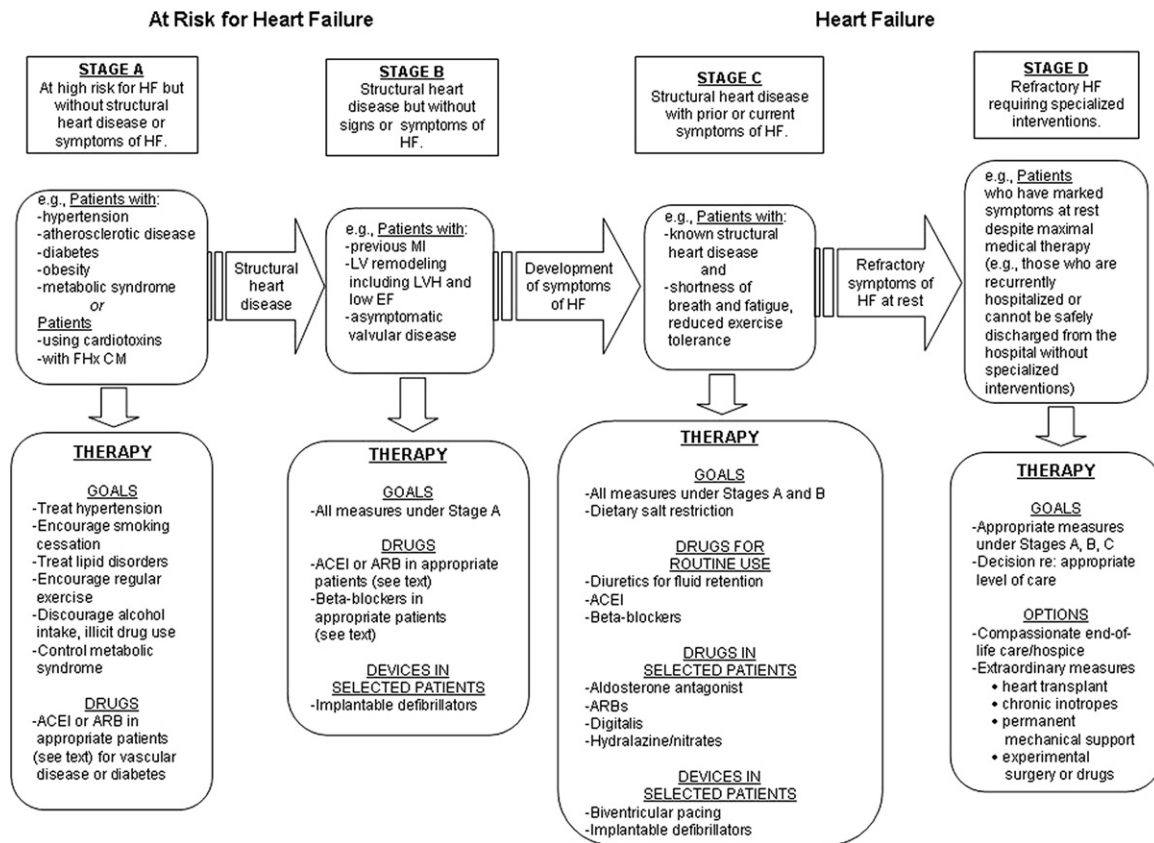 At Risk for Heart Failure
Heart Failure
STAGE A
At high risk for HF but
without structural
heart disease or
symptoms of HF.
STAGE B
Structural heart
disease but without
signs or symptoms of
HF.
STAGE C
Structural heart disease
with prior or current
symptoms of HF.
STAGE D
Refractory HF
requiring specialized
interventions.
e.g., Patients with:
-hypertension
-atherosclerotic disease
-diabetes
-obesity
-metabolic syndrome
or
Patients
-using cardiotoxins
-with FHx CM
Structural
heart
disease
e.g., Patients with:
-previous MI
-LV remodeling
including LVH and
low EF
-asymptomatic
valvular disease
Development
of symptoms
of HF
e.g., Patients with:
-known structural
heart disease
and
-shortness of
breath and fatigue,
reduced exercise
tolerance
Refractory
symptoms of
HF at rest
e.g., Patients
who have marked
symptoms at rest
despite maximal
medical therapy
(e.g., those who are
recurrently
hospitalized or
cannot be safely
discharged from the
hospital without
specialized
interventions)
THERAPY
GOALS
-Treat hypertension
-Encourage smoking
cessation
-Treat lipid disorders
-Encourage regular
exercise
-Discourage alcohol
intake, illicit drug use
-Control metabolic
syndrome
DRUGS
-ACEI or ARB in
appropriate patients
(see text) for vascular
disease or diabetes
THERAPY
GOALS
-All measures under Stage A
DRUGS
-ACEI or ARB in appropriate
patients (see text)
-Beta-blockers in
appropriate patients
(see text)
DEVICES IN
SELECTED PATIENTS
-Implantable defibrillators
THERAPY
GOALS
-All measures under Stages A and B
-Dietary salt restriction
DRUGS FOR
ROUTINE USE
-Diuretics for fluid retention
-ACEI
-Beta-blockers
DRUGS IN
SELECTED PATIENTS
-Aldosterone antagonist
-ARBs
-Digitalis
-Hydralazine/nitrates
DEVICES IN
SELECTED PATIENTS
-Biventricular pacing
-Implantable defibrillators
THERAPY
GOALS
-Appropriate measures
under Stages A, B, C
-Decision re: appropriate
level of care
OPTIONS
-Compassionate end-of-
life care/hospice
-Extraordinary measures
• heart transplant
• chronic inotropes
• permanent
mechanical support
• experimental
surgery or drugs